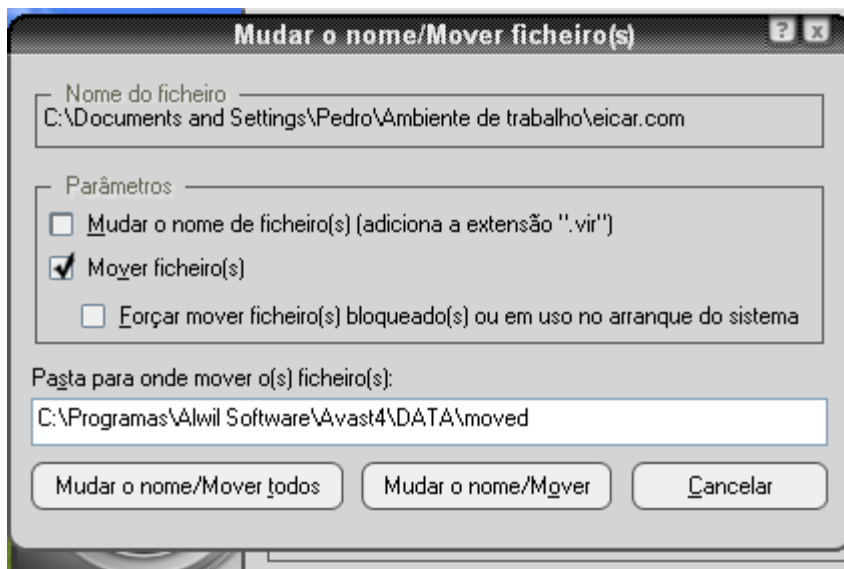 Mudar o nome/Mover ficheiro(s)
Nome do ficheiro
C:\Documents and Settings\Pedro\Ambiente de trabalho\eicar.com
Parâmetros
Mudar o nome de ficheiro(s) (adiciona a extensão ".vir")
Mover ficheiro(s)
Forçar mover ficheiro(s) bloqueado(s) ou em uso no arranque do sistema
Pasta para onde mover o(s) ficheiro(s):
C:\Programas\Alwil Software\Avast4\DATA\moved
Mudar o nome/Mover todos Mudar o nome/Mover Cancelar